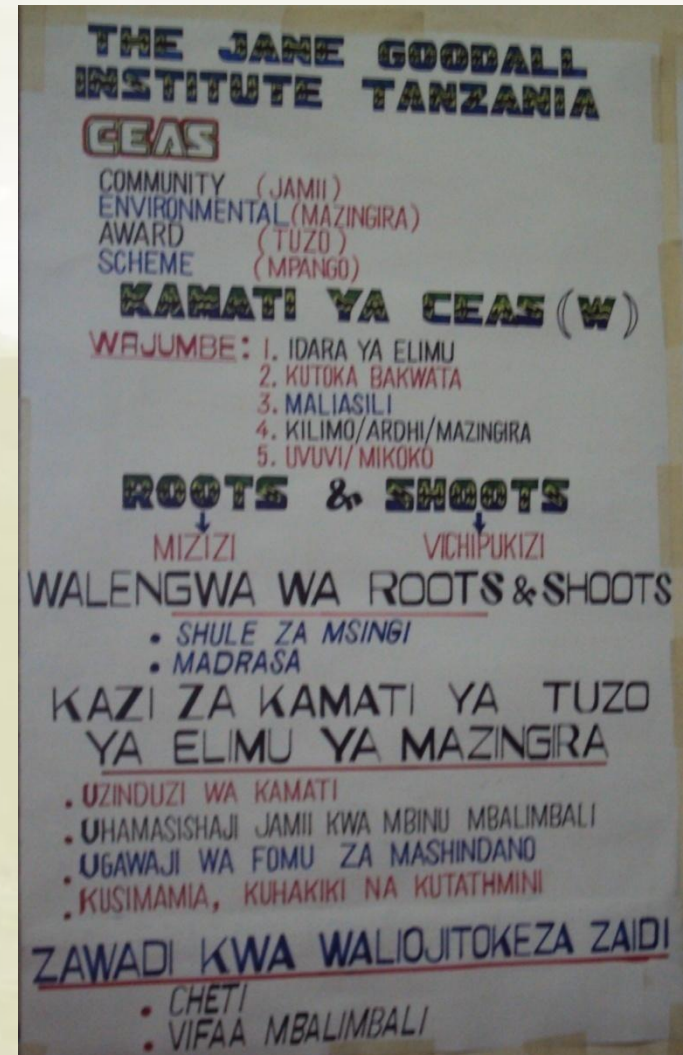 THE JANE GOODALL
INSTITUTE TANZANIA
CEAS
COMMUNITY (JAMII)
ENVIRONMENTAL (MAZINGIRA)
AWARD (TUZO)
SCHEME (MPANGO)
KAMATI YA CEAS (W)
WAJUMBE: 1. IDARA YA ELIMU
2. KUTOKA BAKWATA
3. MALIASILI
4. KILIMO/ARDHI/MAZINGIRA
5. UVUVI/MIKOKO
ROOTS & SHOOTS
MIZIZI VICHIPUKIZI
WALENGWA WA ROOTS & SHOOTS
• SHULE ZA MSINGI
• MADRASA
KAZI ZA KAMATI YA TUZO
YA ELIMU YA MAZINGIRA
• UZINDUZI WA KAMATI
• UHAMASISHAJI JAMII KWA MBINU MBALIMBALI
• UGAWAJI WA FOMU ZA MASHINDANO
• KUSIMAMIA, KUHAKIKI NA KUTATHMINI
ZAWADI KWA WALIOJITOKEZA ZAIDI
• CHETI
• VIFAA MBALIMBALI